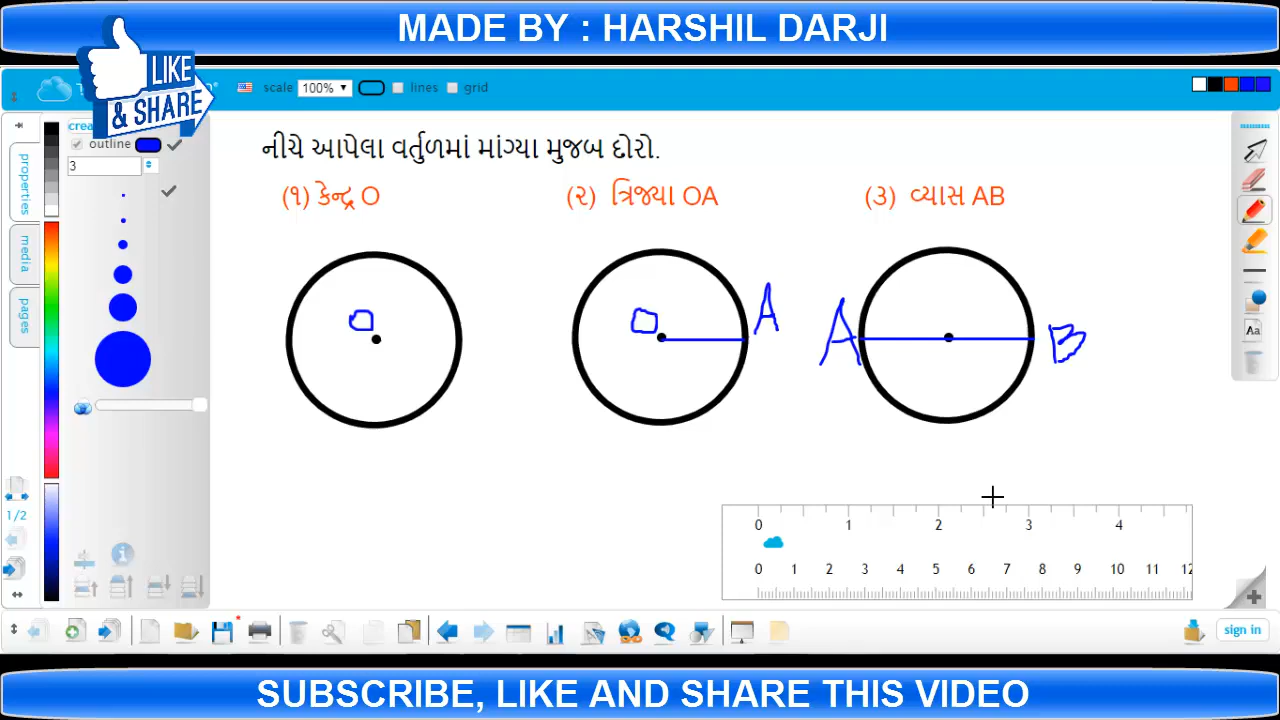 MADE BY : HARSHIL DARJI
LIKE
& SHARE
scale 100% lines grid
outline
3
properties
media
pages
1/2
નીચે આપેલા વર્તુળમાં માંગ્યા મુજબ દોરો.
(૧) કેન્દ્ર O
(૨) ત્રિજ્યા OA
(૩) વ્યાસ AB
O
O A
A B
0 1 2 3 4
0 1 2 3 4 5 6 7 8 9 10 11 12
Aa
sign in
SUBSCRIBE, LIKE AND SHARE THIS VIDEO